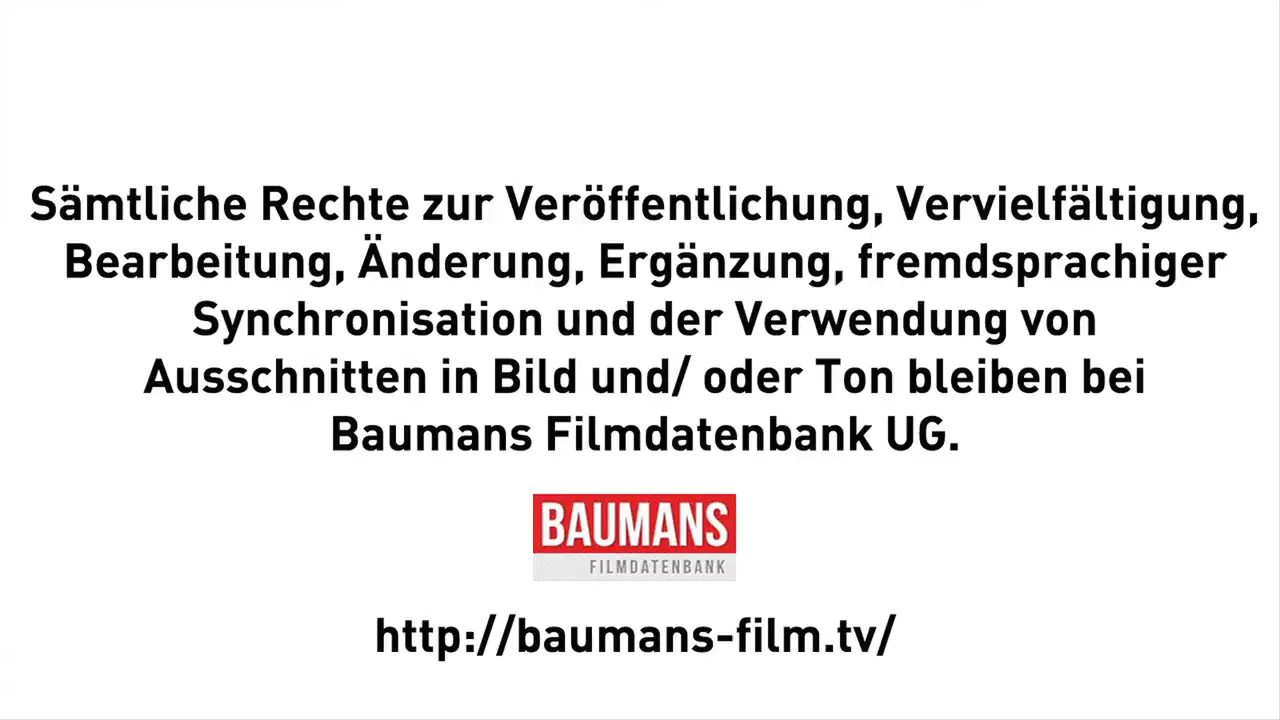 Sämtliche Rechte zur Veröffentlichung, Vervielfältigung,
Bearbeitung, Änderung, Ergänzung, fremdsprachiger
Synchronisation und der Verwendung von
Ausschnitten in Bild und/ oder Ton bleiben bei
Baumans Filmdatenbank UG.
BAUMANS
FILMDATENBANK
http://baumans-film.tv/